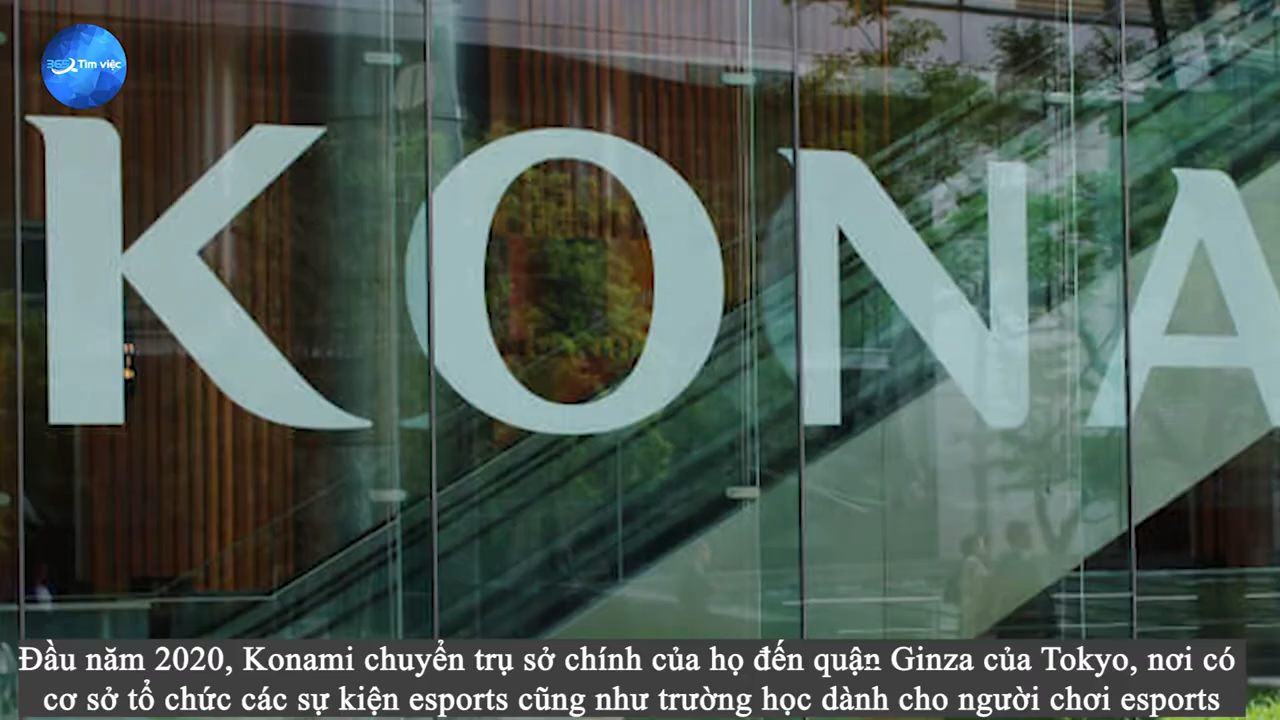 365 Tìm việc
KONA
Đầu năm 2020, Konami chuyển trụ sở chính của họ đến quận Ginza của Tokyo, nơi có
cơ sở tổ chức các sự kiện esports cũng như trường học dành cho người chơi esports